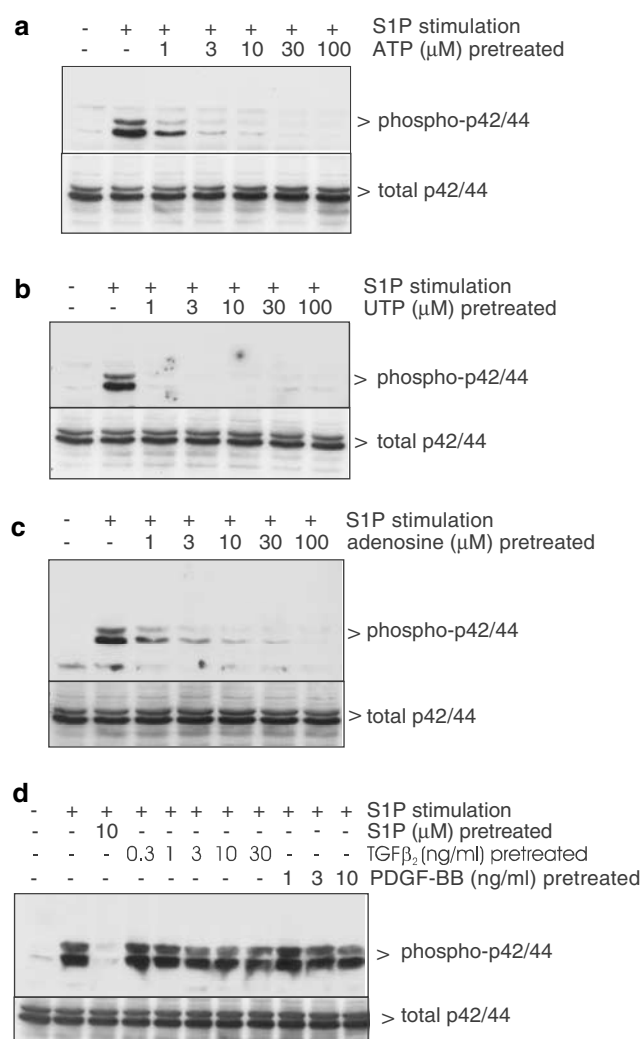 a
- + + + + + + S1P stimulation
- - 1 3 10 30 100 ATP (μM) pretreated
> phospho-p42/44
> total p42/44
b
- + + + + + + S1P stimulation
- - 1 3 10 30 100 UTP (μM) pretreated
> phospho-p42/44
> total p42/44
c
- + + + + + + S1P stimulation
- - 1 3 10 30 100 adenosine (μM) pretreated
> phospho-p42/44
> total p42/44
d
- + + + + + + + + + + S1P stimulation
- - 10 - - - - - - - - S1P (μM) pretreated
- - - 0.3 1 3 10 30 - - - TGFβ₂(ng/ml) pretreated
- - - - - - - - 1 3 10 PDGF-BB (ng/ml) pretreated
> phospho-p42/44
> total p42/44